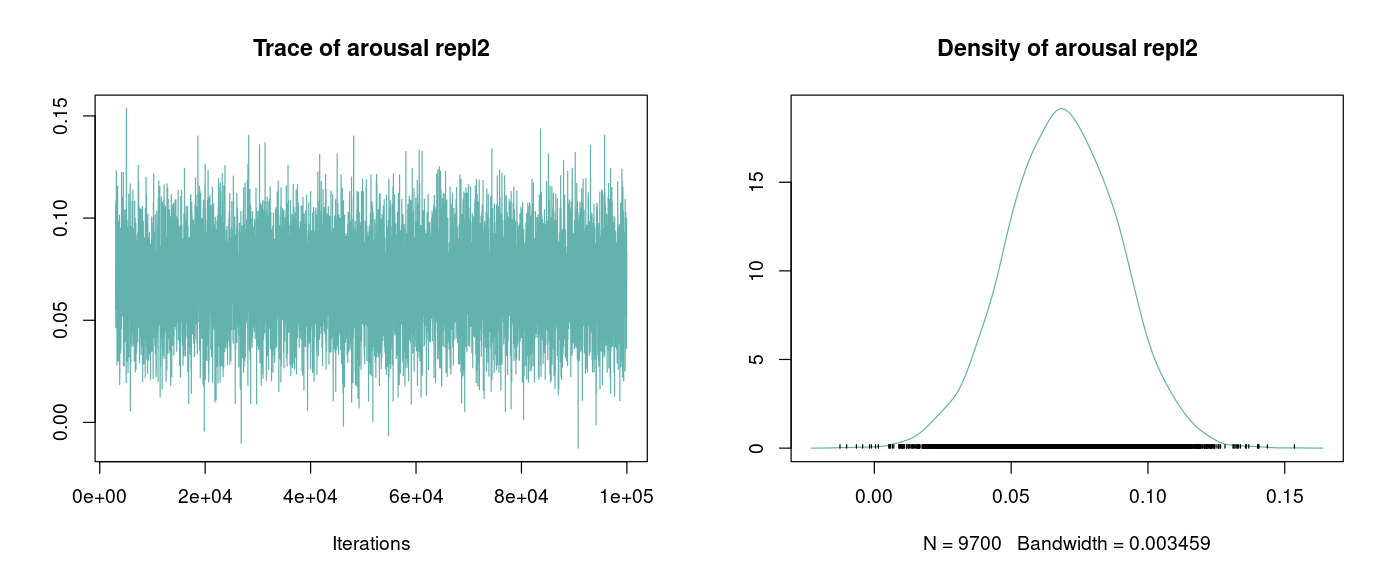 Trace of arousal repl2
0.15
0.10
0.05
0.00
0e+00 2e+04 4e+04 6e+04 8e+04 1e+05
Iterations
Density of arousal repl2
15
10
5
0
0.00 0.05 0.10 0.15
N = 9700 Bandwidth = 0.003459